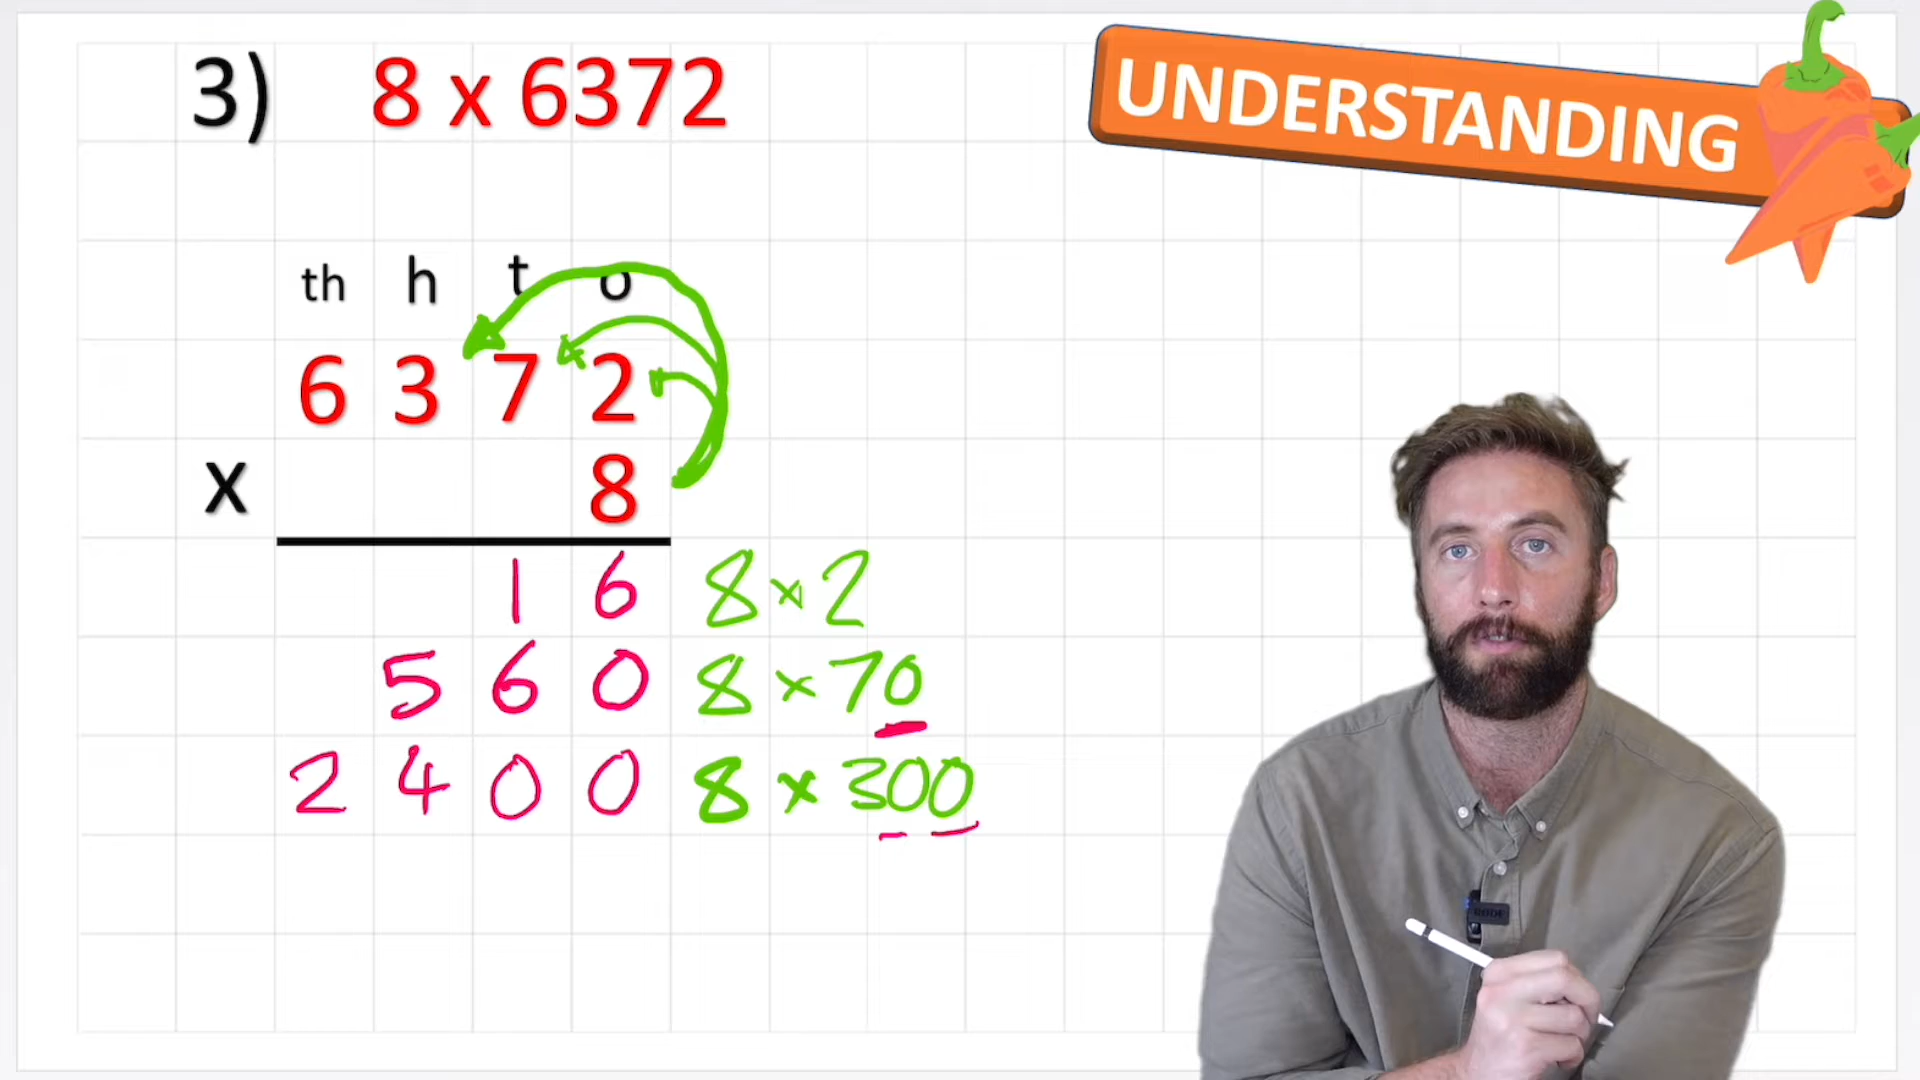 3) 8 x 6372
UNDERSTANDING
th h t o
6 3 7 2
x 8
1 6 8 × 2
5 6 0 8 × 70
2 4 0 0 8 × 300
RODE